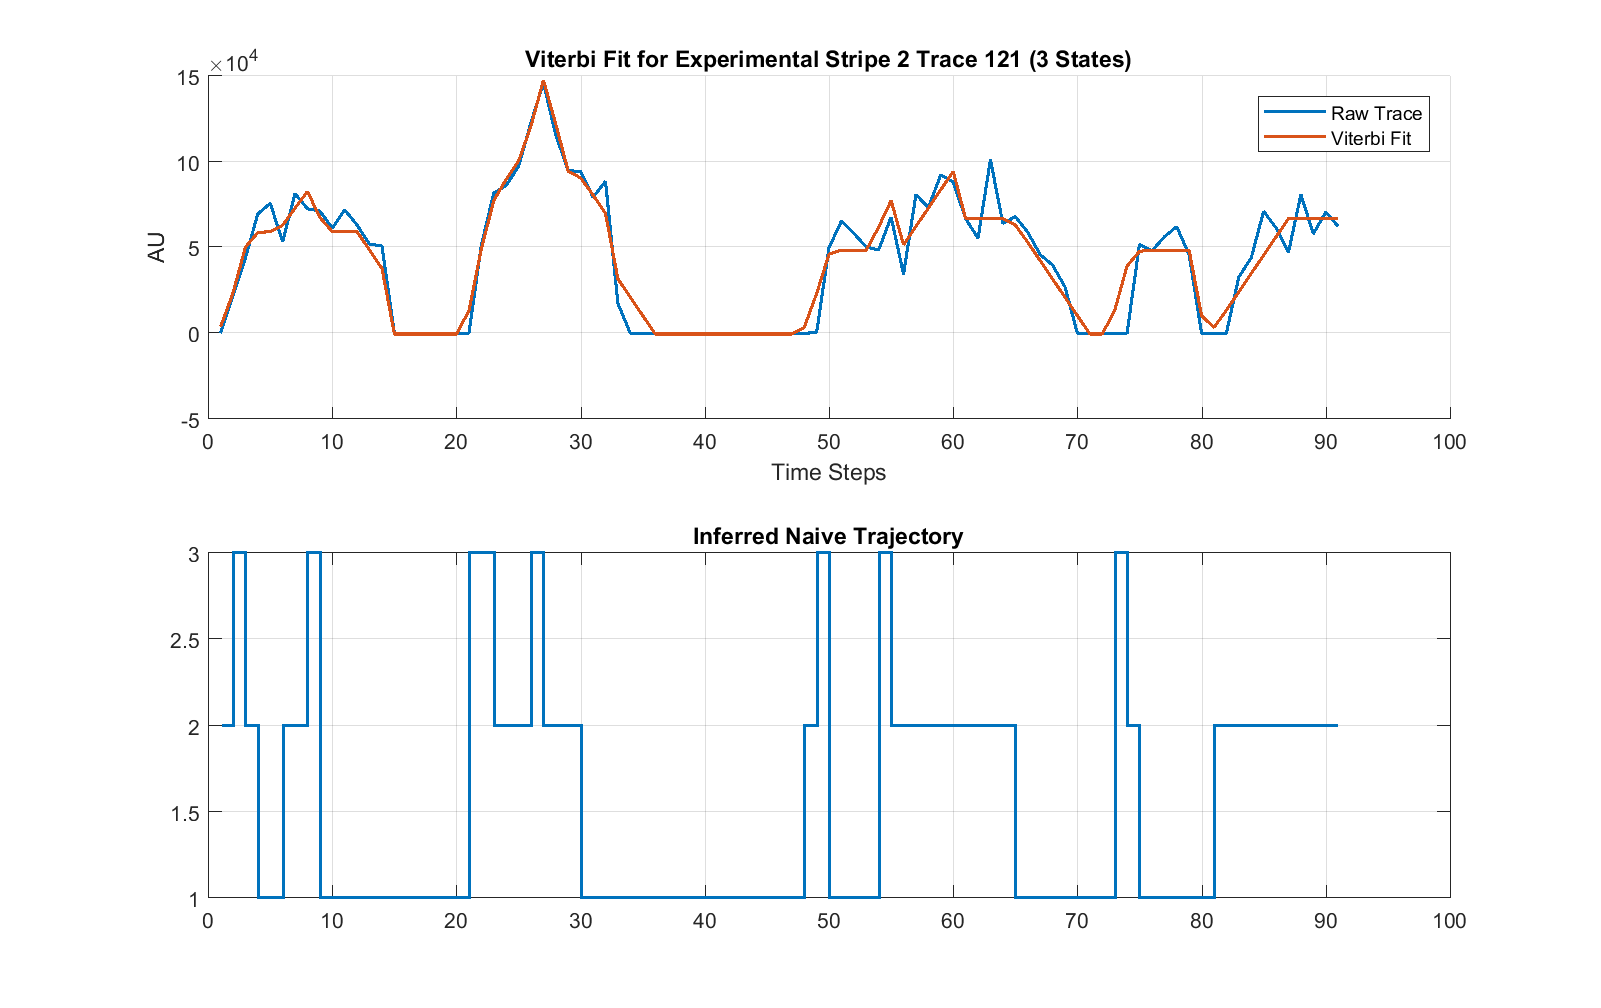 Viterbi Fit for Experimental Stripe 2 Trace 121 (3 States)
×10⁴
15
10
5
0
-5
AU
Raw Trace
Viterbi Fit
0 10 20 30 40 50 60 70 80 90 100
Time Steps
Inferred Naive Trajectory
3
2.5
2
1.5
1
0 10 20 30 40 50 60 70 80 90 100